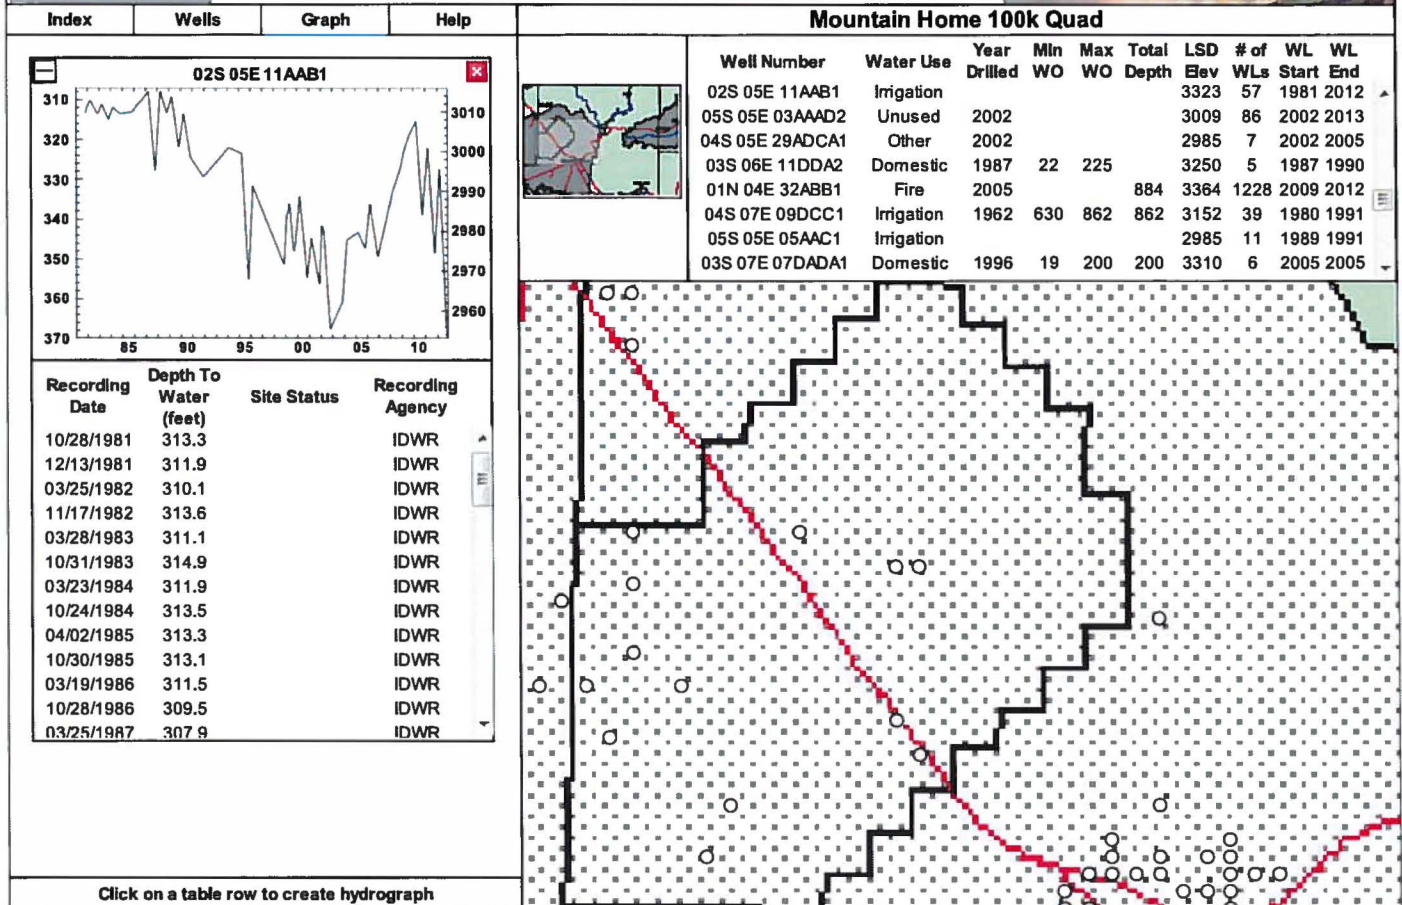 Index Wells Graph Help
Mountain Home 100k Quad
02S 05E 11AAB1
310
320
330
340
350
360
370
3010
3000
2990
2980
2970
2960
85 90 95 00 05 10
Recording Date Depth To Water (feet) Site Status Recording Agency
10/28/1981 313.3 IDWR
12/13/1981 311.9 IDWR
03/25/1982 310.1 IDWR
11/17/1982 313.6 IDWR
03/28/1983 311.1 IDWR
10/31/1983 314.9 IDWR
03/23/1984 311.9 IDWR
10/24/1984 313.5 IDWR
04/02/1985 313.3 IDWR
10/30/1985 313.1 IDWR
03/19/1986 311.5 IDWR
10/28/1986 309.5 IDWR
03/25/1987 307.9 IDWR
Click on a table row to create hydrograph
Well Number Water Use Year Drilled Min WO Max WO Total Depth LSD Elev # of WLs WL Start WL End
02S 05E 11AAB1 Irrigation 3323 57 1981 2012
05S 05E 03AAAD2 Unused 2002 3009 86 2002 2013
04S 05E 29ADCA1 Other 2002 2985 7 2002 2005
03S 06E 11DDA2 Domestic 1987 22 225 3250 5 1987 1990
01N 04E 32ABB1 Fire 2005 884 3364 1228 2009 2012
04S 07E 09DCC1 Irrigation 1962 630 862 862 3152 39 1980 1991
05S 05E 05AAC1 Irrigation 2985 11 1989 1991
03S 07E 07DADA1 Domestic 1996 19 200 200 3310 6 2005 2005